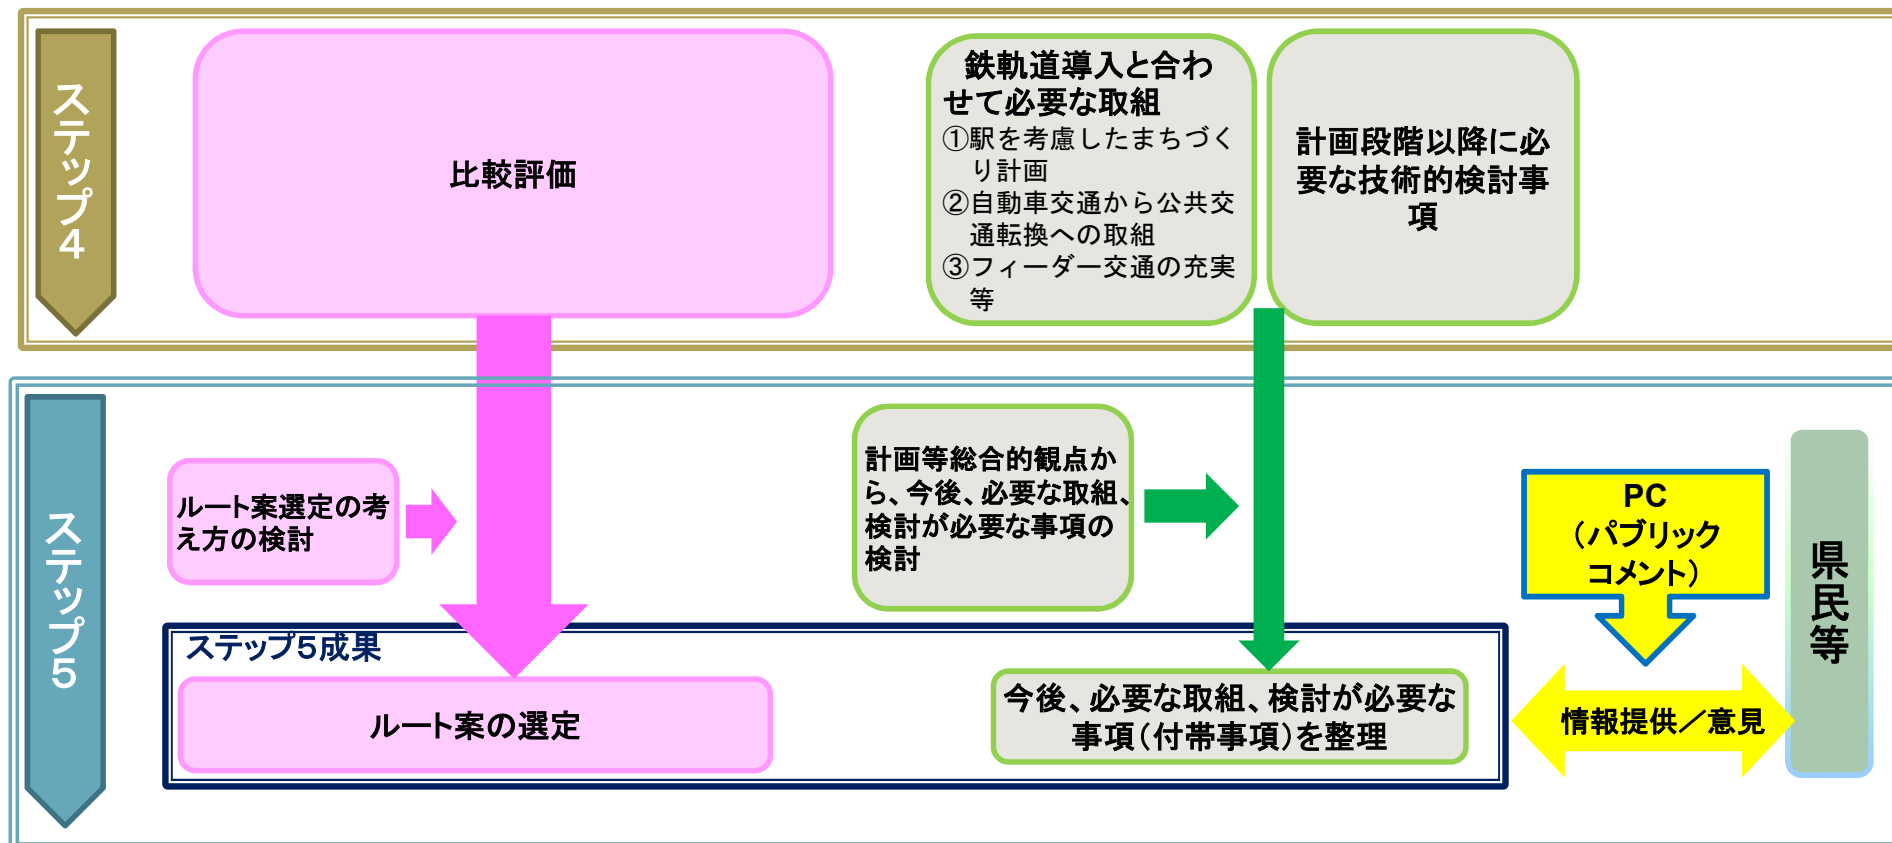 ステップ４
比較評価
鉄軌道導入と合わ
せて必要な取組
①駅を考慮したまちづく
り計画
②自動車交通から公共交
通転換への取組
③フィーダー交通の充実
等
計画段階以降に必
要な技術的検討事
項
ステップ５
ルート案選定の考
え方の検討
計画等総合的観点か
ら、今後、必要な取組、
検討が必要な事項の
検討
PC
（パブリック
コメント）
県民等
ステップ５成果
ルート案の選定
今後、必要な取組、検討が必要な
事項（付帯事項）を整理
情報提供／意見